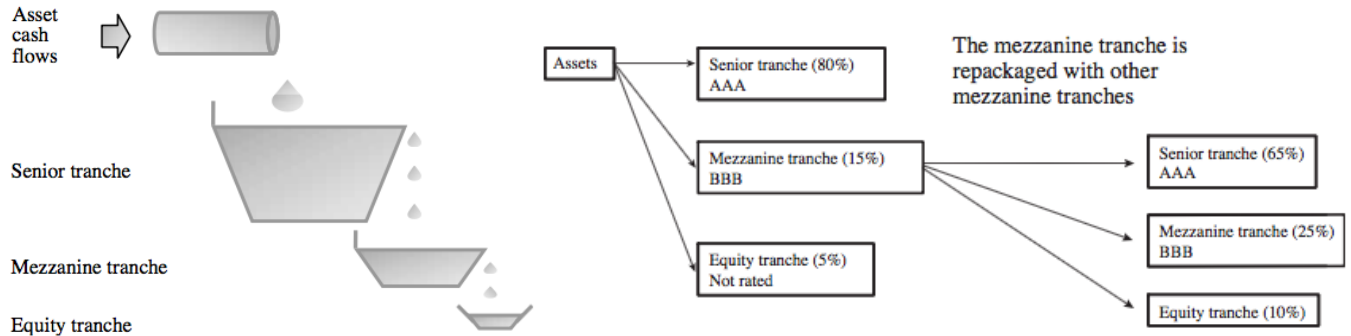 Asset
cash
flows
Senior tranche
Mezzanine tranche
Equity tranche
Assets
Senior tranche (80%)
AAA
Mezzanine tranche (15%)
BBB
Equity tranche (5%)
Not rated
The mezzanine tranche is
repackaged with other
mezzanine tranches
Senior tranche (65%)
AAA
Mezzanine tranche (25%)
BBB
Equity tranche (10%)